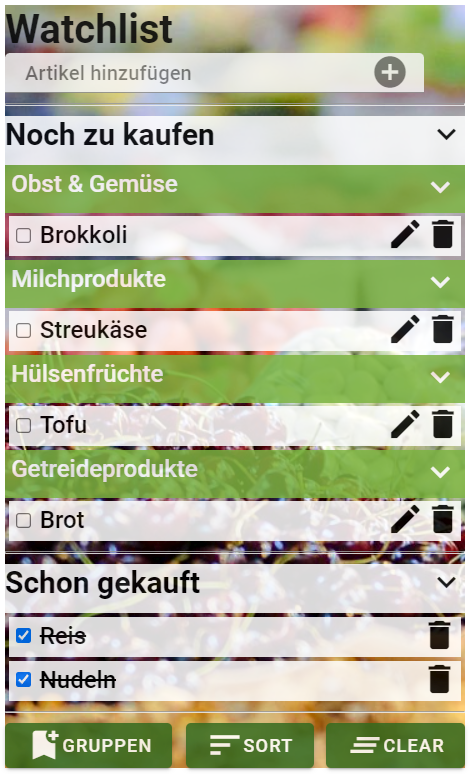 Watchlist
Artikel hinzufügen
Noch zu kaufen
Obst & Gemüse
Brokkoli
Milchprodukte
Streukäse
Hülsenfrüchte
Tofu
Getreideprodukte
Brot
Schon gekauft
Reis
Nudeln
GRUPPEN SORT CLEAR